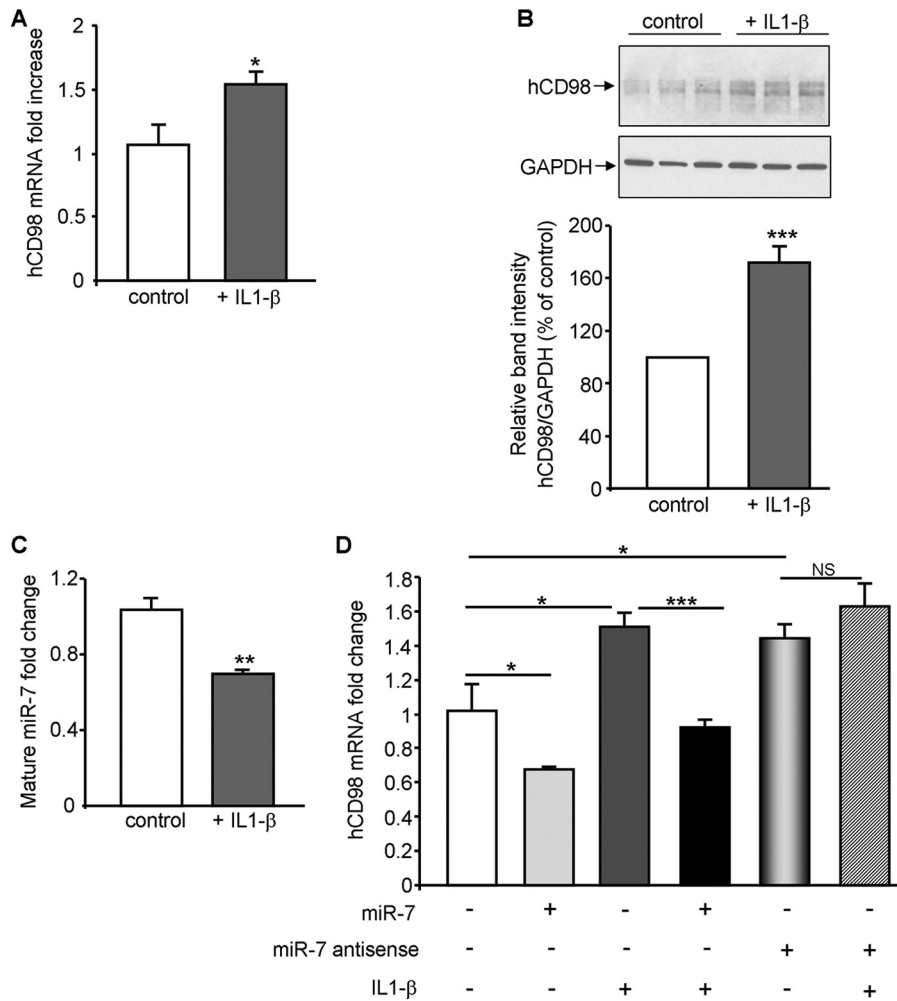 A
hCD98 mRNA fold increase
2
1.5
1
0.5
0
*
control + IL1-β
B
control + IL1-β
hCD98
GAPDH
Relative band intensity
hCD98/GAPDH (% of control)
200
160
120
80
40
0
***
control + IL1-β
C
Mature miR-7 fold change
1.2
0.8
0.4
0
**
control + IL1-β
D
hCD98 mRNA fold change
1.8
1.6
1.4
1.2
1
0.8
0.6
0.4
0.2
0
*
NS
* ***
*
miR-7 - + - + - -
miR-7 antisense - - - - + +
IL1-β - - + + - +